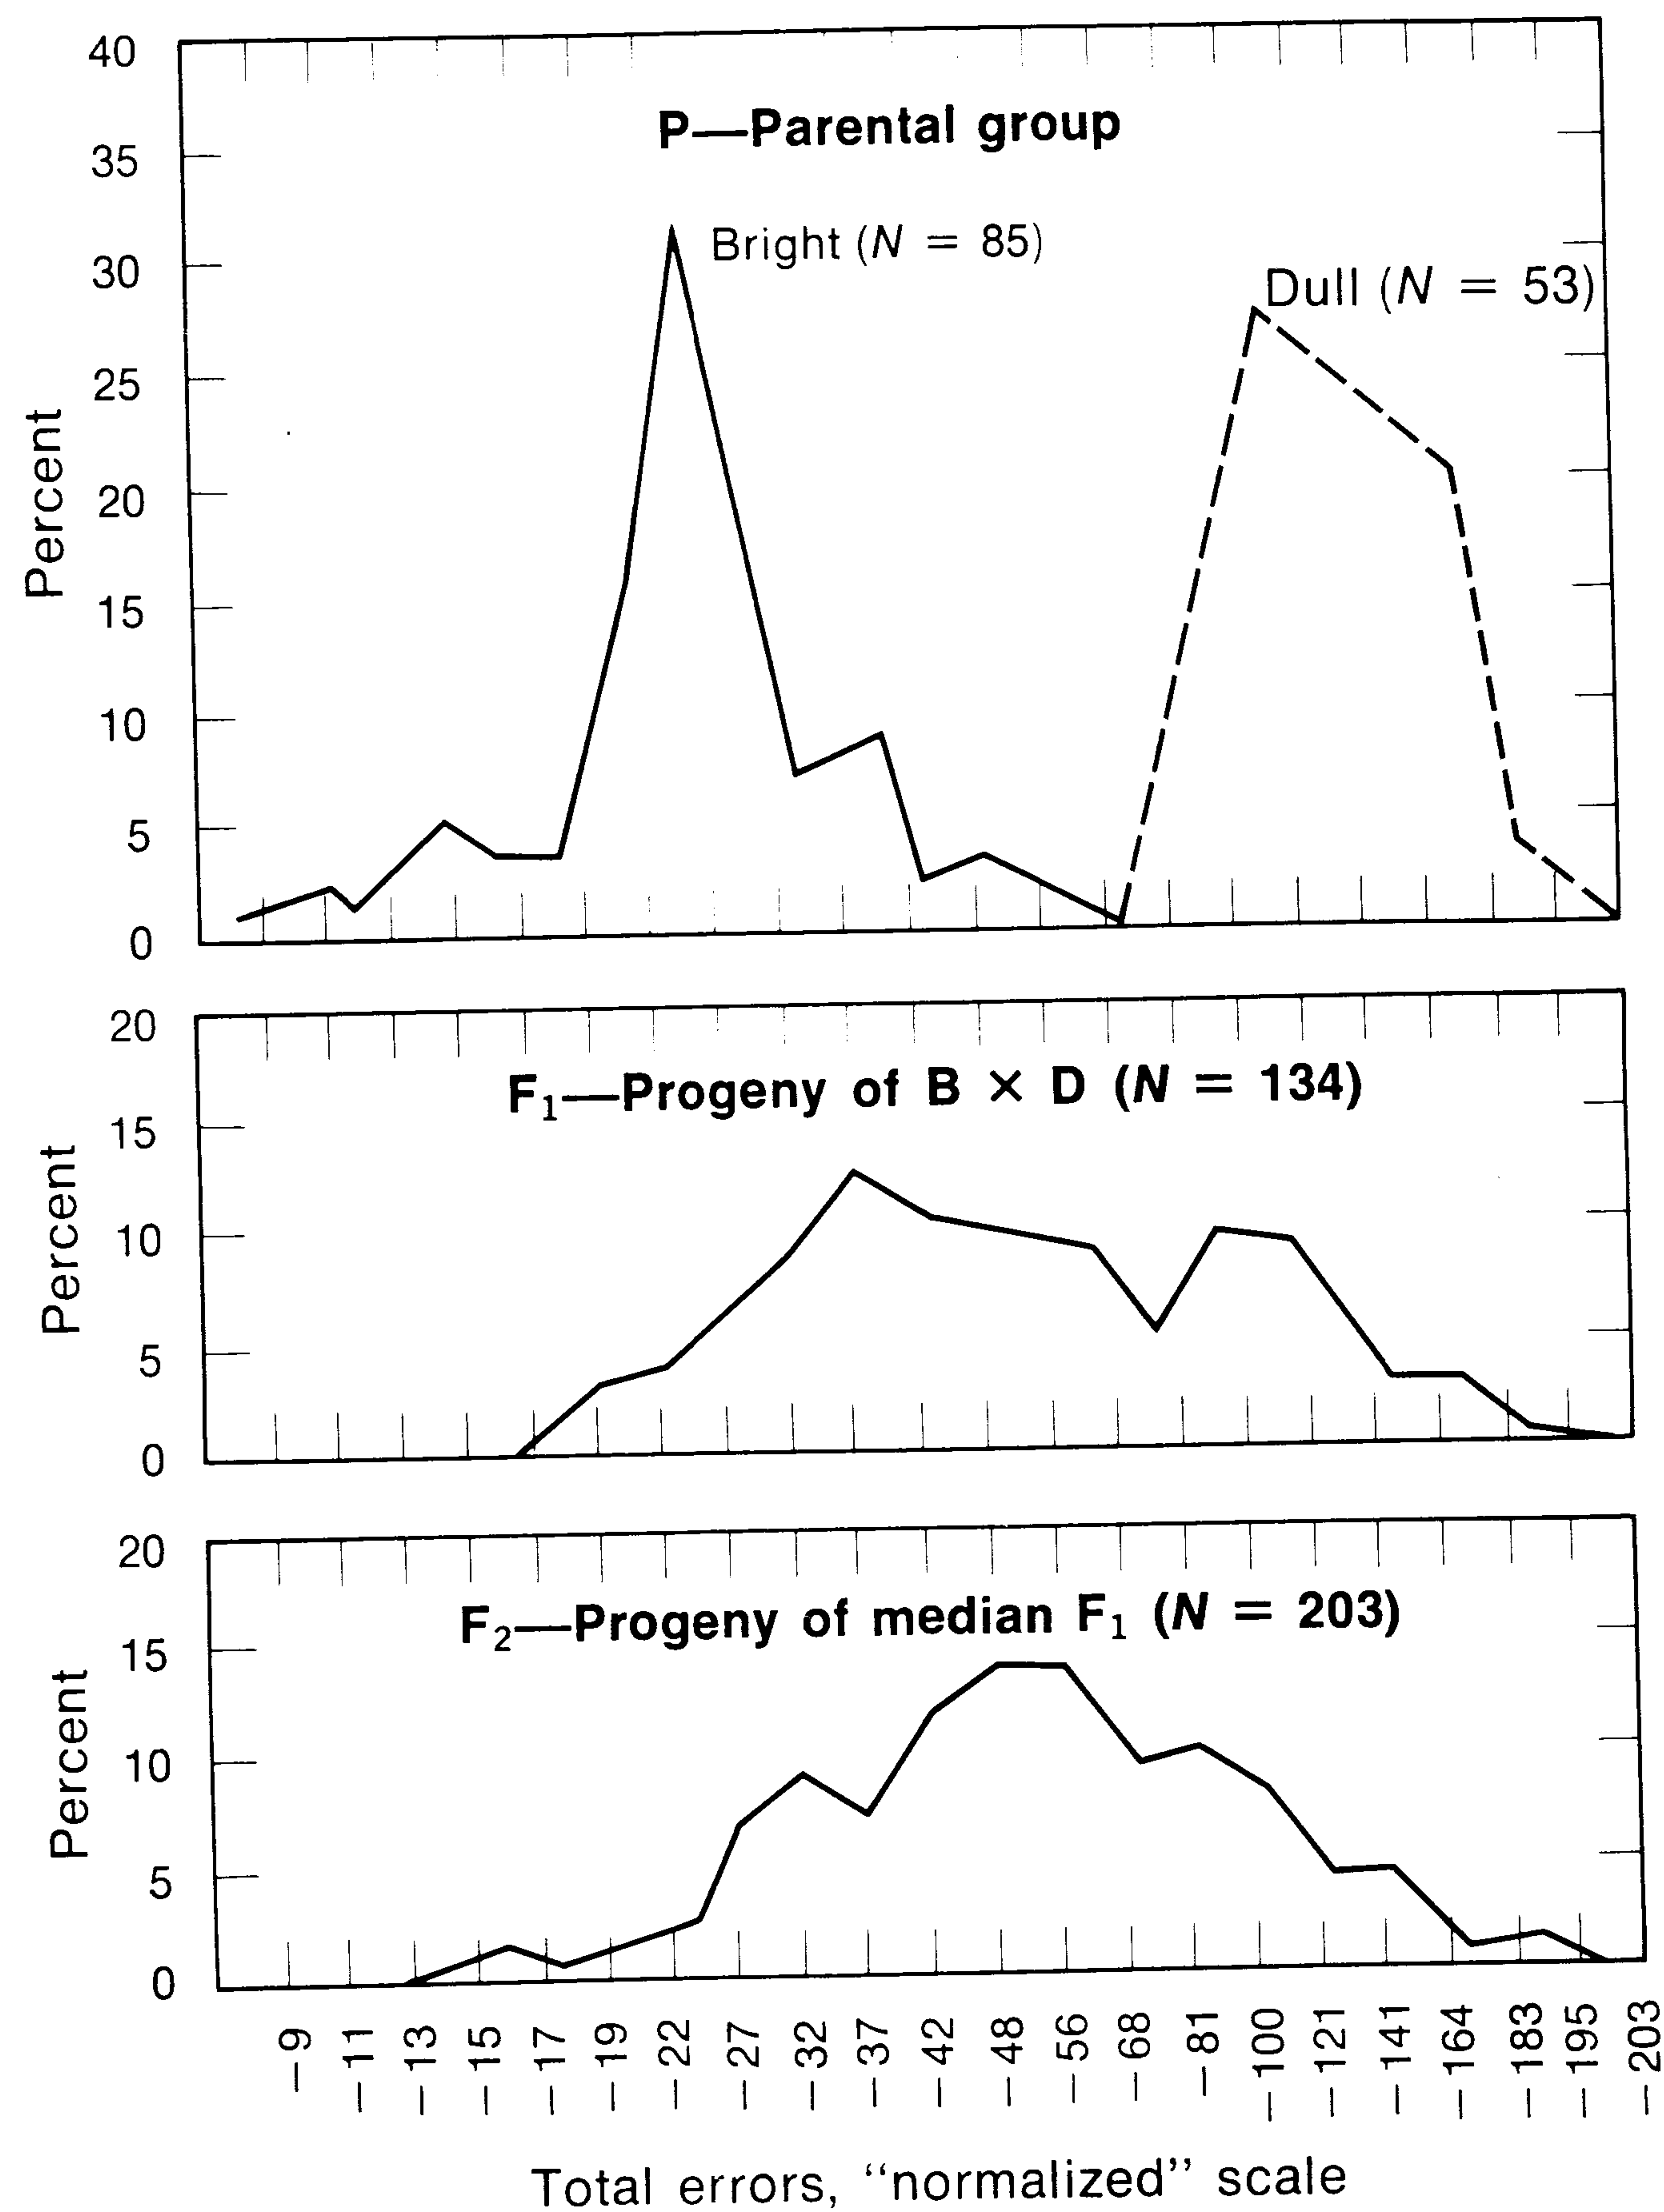 40
P—Parental group
35
Bright (N = 85)
30
Dull (N = 53)
25
Percent
20
15
10
5
0
20
F₁—Progeny of B × D (N = 134)
15
Percent
10
5
0
20
F₂—Progeny of median F₁ (N = 203)
15
Percent
10
5
0
–9 –11 –13 –15 –17 –19 –22 –27 –32 –37 –42 –48 –56 –68 –81 –100 –121 –141 –164 –183 –195 –203
Total errors, “normalized” scale